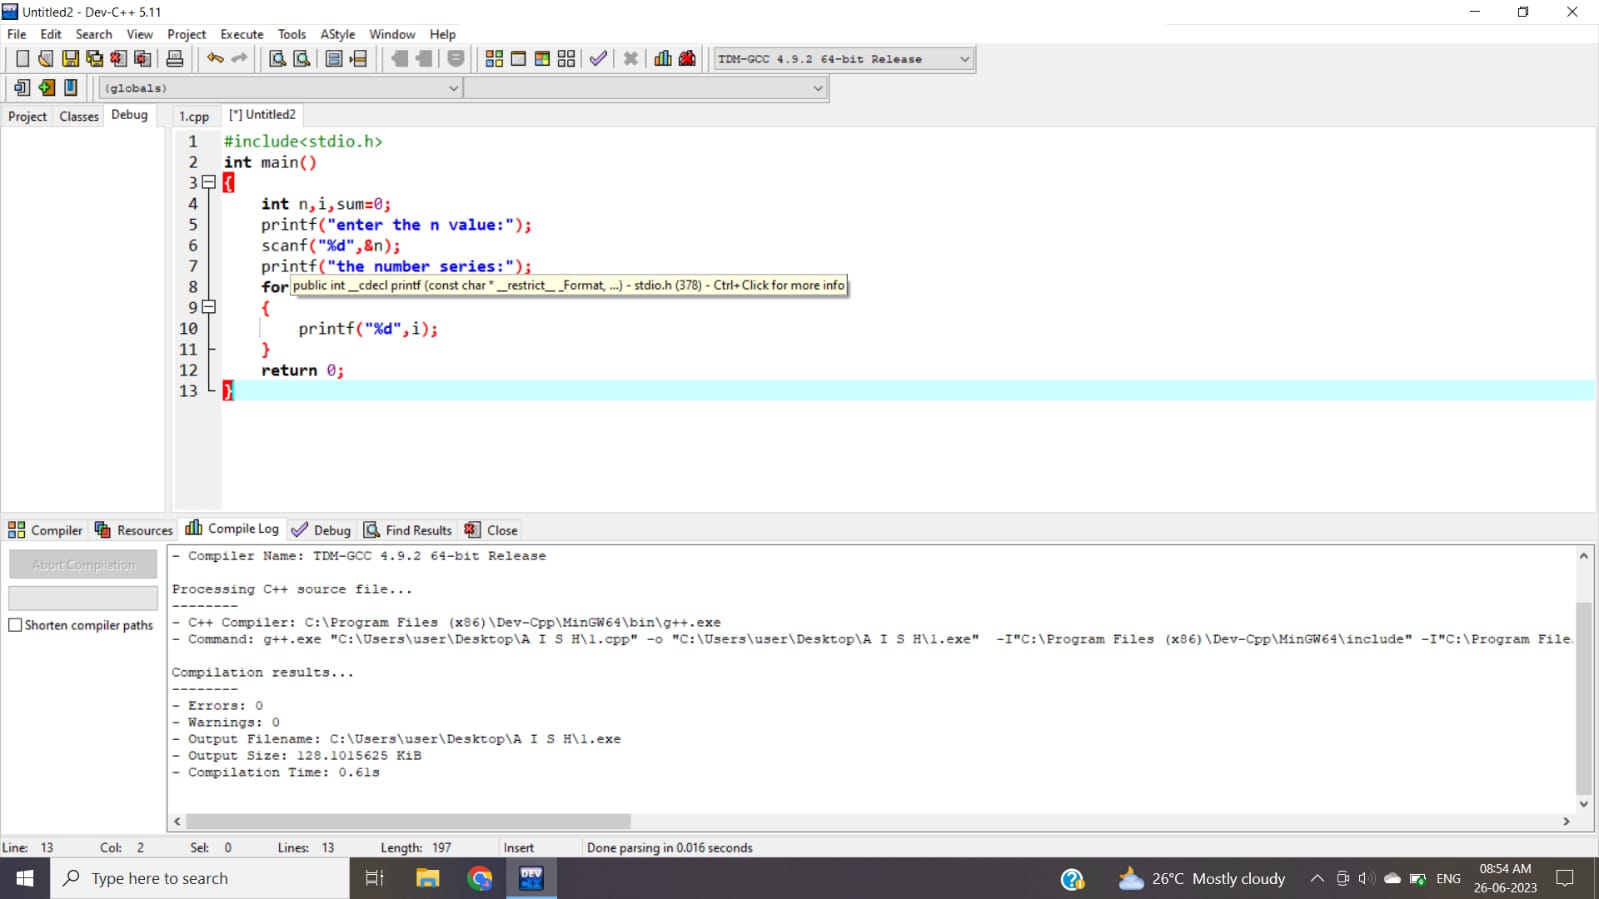 Untitled2 - Dev-C++ 5.11
File Edit Search View Project Execute Tools AStyle Window Help
TDM-GCC 4.9.2 64-bit Release
(globals)
Project Classes Debug 1.cpp [*] Untitled2
1 #include<stdio.h>
2 int main()
3 {
4 int n,i,sum=0;
5 printf("enter the n value:");
6 scanf("%d",&n);
7 printf("the number series:");
8 for public int __cdecl printf (const char * __restrict__ _Format, ...) - stdio.h (378) - Ctrl+Click for more info
9 {
10 printf("%d",i);
11 }
12 return 0;
13 }
Compiler Resources Compile Log Debug Find Results Close
Abort Compilation
Shorten compiler paths
- Compiler Name: TDM-GCC 4.9.2 64-bit Release
Processing C++ source file...
--------
- C++ Compiler: C:\Program Files (x86)\Dev-Cpp\MinGW64\bin\g++.exe
- Command: g++.exe "C:\Users\user\Desktop\A I S H\1.cpp" -o "C:\Users\user\Desktop\A I S H\1.exe" -I"C:\Program Files (x86)\Dev-Cpp\MinGW64\include" -I"C:\Program File
Compilation results...
--------
- Errors: 0
- Warnings: 0
- Output Filename: C:\Users\user\Desktop\A I S H\1.exe
- Output Size: 128.1015625 KiB
- Compilation Time: 0.61s
Line: 13 Col: 2 Sel: 0 Lines: 13 Length: 197 Insert Done parsing in 0.016 seconds
Type here to search
DEV
26°C Mostly cloudy
ENG
08:54 AM
26-06-2023